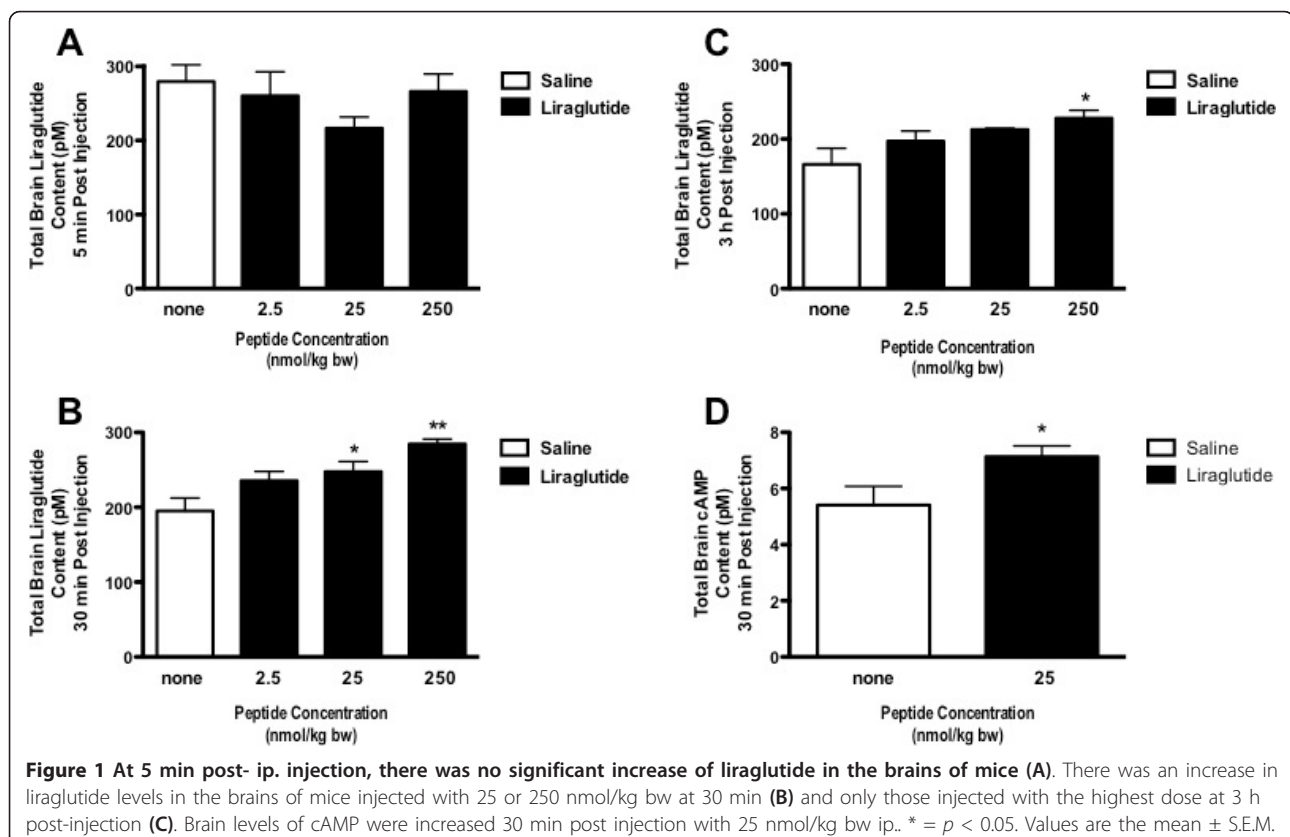 A
Total Brain Liraglutide
Content (pM)
5 min Post Injection
300
200
100
0
none 2.5 25 250
Peptide Concentration
(nmol/kg bw)
Saline
Liraglutide
C
Total Brain Liraglutide
Content (pM)
3 h Post Injection
300
200
100
0
*
none 2.5 25 250
Peptide Concentration
(nmol/kg bw)
Saline
Liraglutide
B
Total Brain Liraglutide
Content (pM)
30 min Post Injection
300
200
100
0
* **
none 2.5 25 250
Peptide Concentration
(nmol/kg bw)
Saline
Liraglutide
D
Total Brain cAMP
Content (pM)
30 min Post Injection
8
6
4
2
0
*
none 25
Peptide Concentration
(nmol/kg bw)
Saline
Liraglutide
Figure 1 At 5 min post- ip. injection, there was no significant increase of liraglutide in the brains of mice (A). There was an increase in
liraglutide levels in the brains of mice injected with 25 or 250 nmol/kg bw at 30 min (B) and only those injected with the highest dose at 3 h
post-injection (C). Brain levels of cAMP were increased 30 min post injection with 25 nmol/kg bw ip.. * = p < 0.05. Values are the mean ± S.E.M.